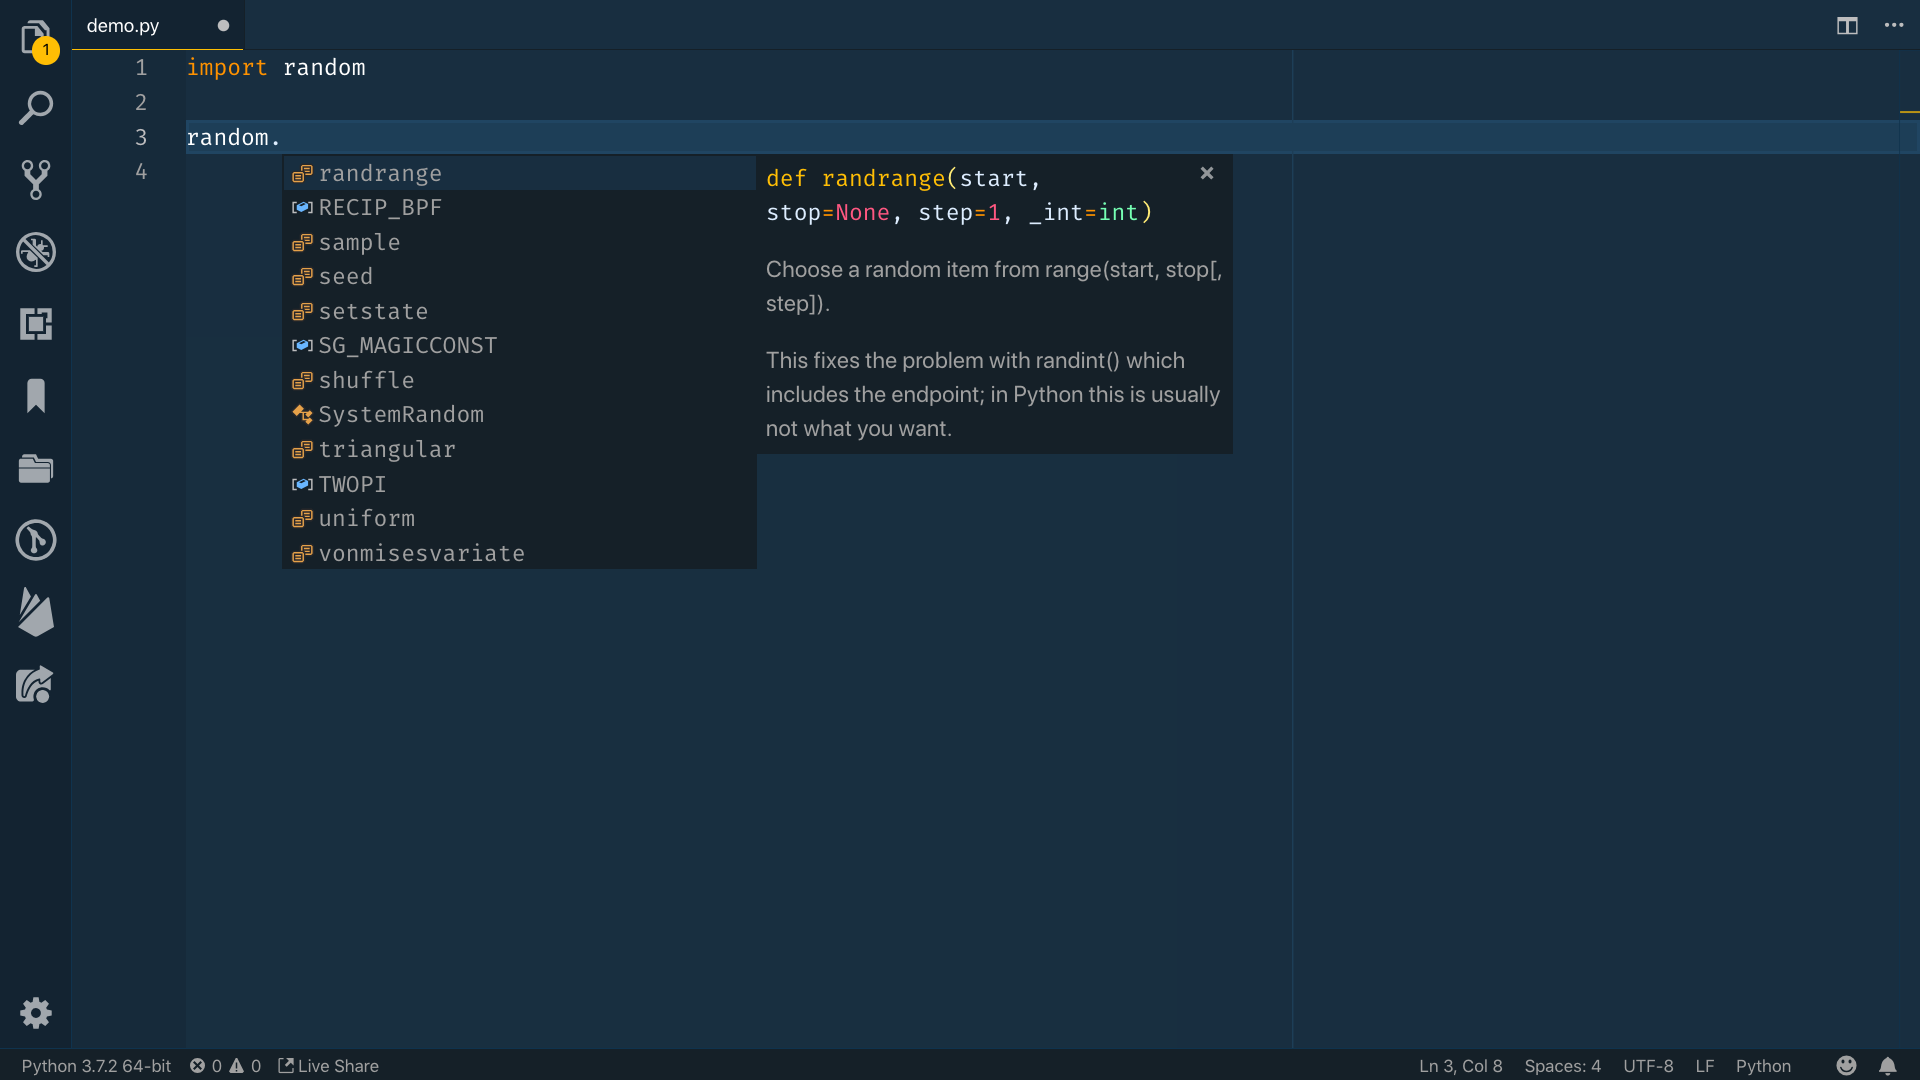 demo.py
1
1 import random
2
3 random.
4
randrange
RECIP_BPF
sample
seed
setstate
SG_MAGICCONST
shuffle
SystemRandom
triangular
TWOPI
uniform
vonmisesvariate
def randrange(start,
stop=None, step=1, _int=int)
Choose a random item from range(start, stop[,
step]).
This fixes the problem with randint() which
includes the endpoint; in Python this is usually
not what you want.
Python 3.7.2 64-bit 0 0 Live Share Ln 3, Col 8 Spaces: 4 UTF-8 LF Python